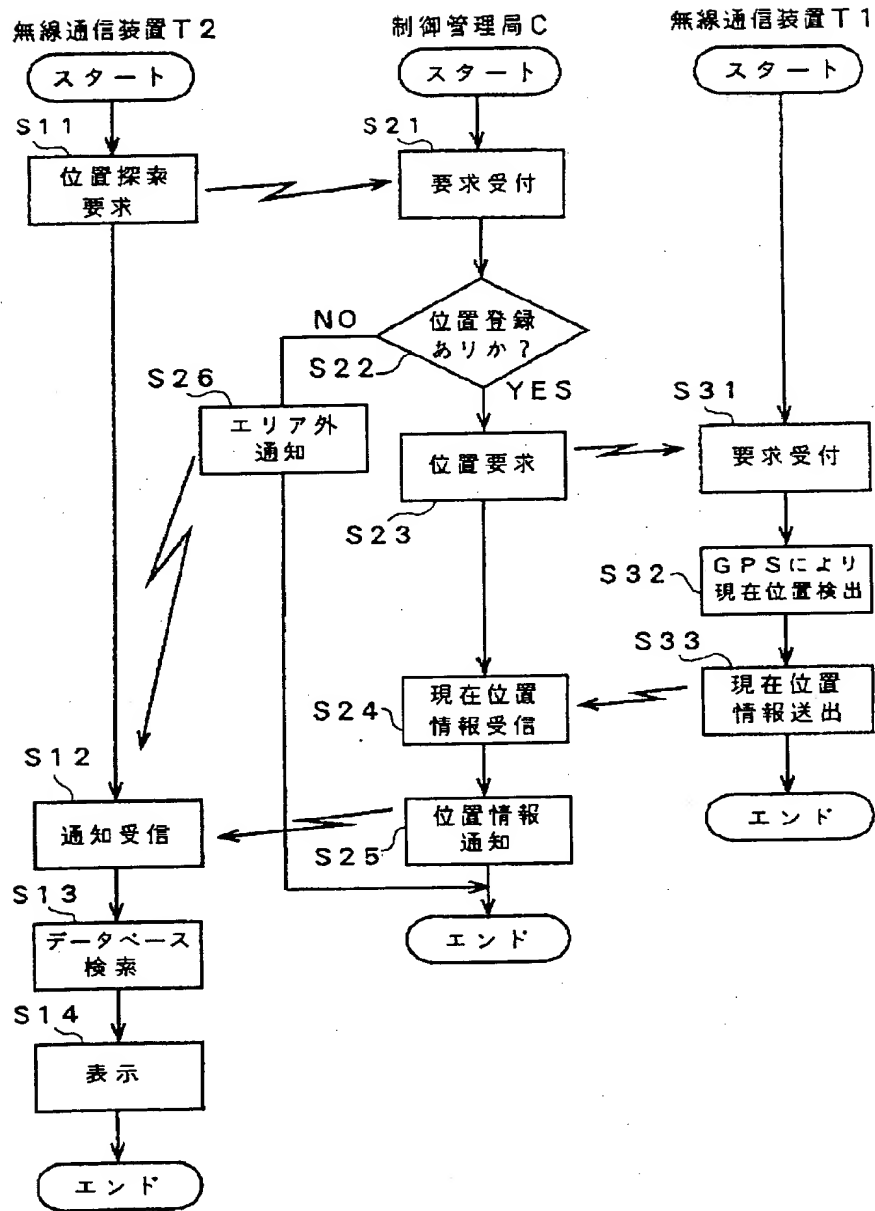 無線通信装置T2
制御管理局C
無線通信装置T1
スタート
スタート
スタート
S11
位置探索
要求
S21
要求受付
位置登録
ありか?
S22
NO
YES
S26
エリア外
通知
位置要求
S23
S31
要求受付
S32
GPSにより
現在位置検出
S33
現在位置
情報送出
エンド
S24
現在位置
情報受信
S25
位置情報
通知
エンド
S12
通知受信
S13
データベース
検索
S14
表示
エンド